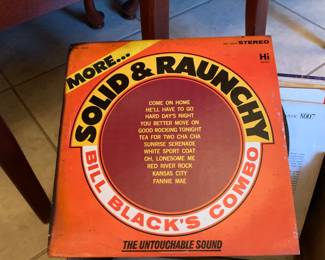 STEREO
Hi
MORE...
SOLID & RAUNCHY
COME ON HOME
HE'LL HAVE TO GO
HARD DAY'S NIGHT
YOU BETTER MOVE ON
GOOD ROCKING TONIGHT
TEA FOR TWO CHA CHA
SUNRISE SERENADE
WHITE SPORT COAT
OH, LONESOME ME
RED RIVER ROCK
KANSAS CITY
FANNIE MAE
BILL BLACK'S COMBO
THE UNTOUCHABLE SOUND
6007